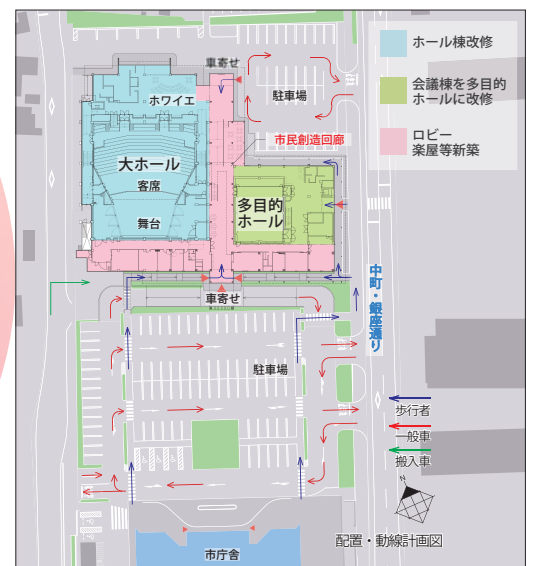 車寄せ
ホール棟改修
会議棟を多目的
ホールに改修
ロビー
楽屋等新築
ホワイエ
駐車場
市民創造回廊
大ホール
客席
多目的
ホール
舞台
車寄せ
中町・銀座通り
駐車場
歩行者
一般車
搬入車
N
配置・動線計画図
市庁舎